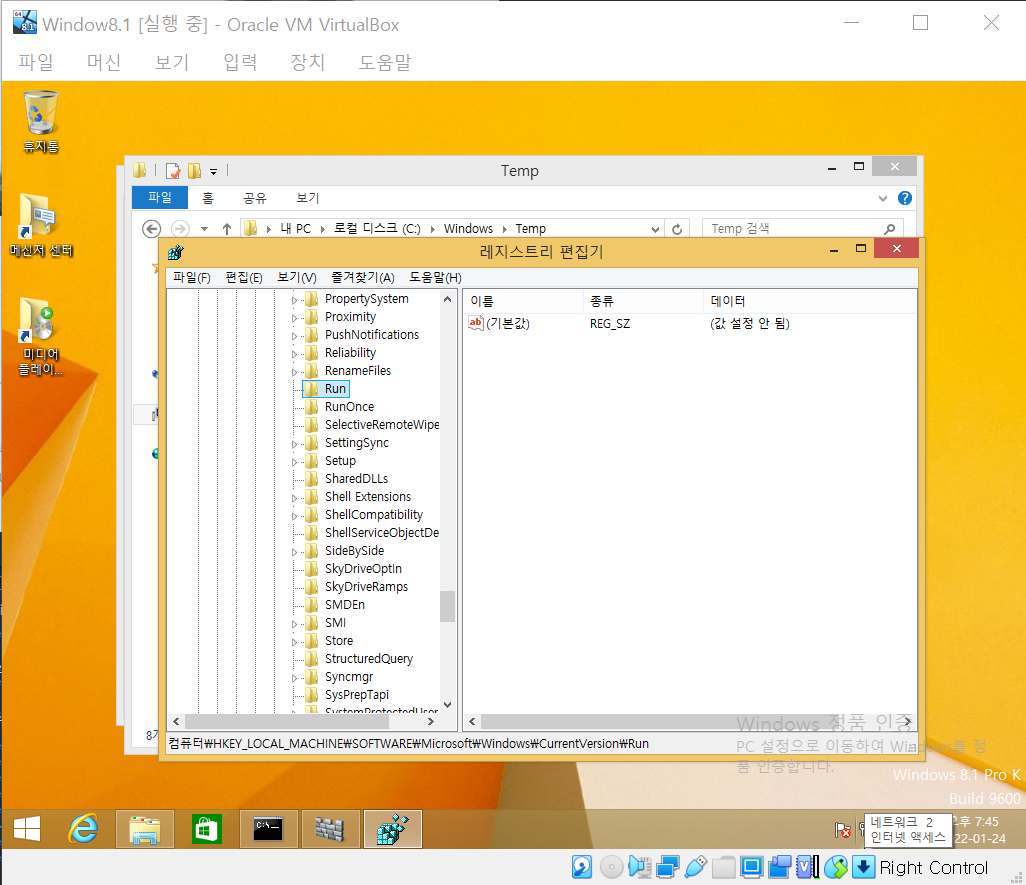 Window8.1 [실행 중] - Oracle VM VirtualBox
파일 머신 보기 입력 장치 도움말
휴지통
메신저 센터
미디어
플레이...
Temp
파일 홈 공유 보기
내 PC 로컬 디스크 (C:) Windows Temp
Temp 검색
레지스트리 편집기
파일(F) 편집(E) 보기(V) 즐겨찾기(A) 도움말(H)
PropertySystem
Proximity
PushNotifications
Reliability
RenameFiles
Run
RunOnce
SelectiveRemoteWipe
SettingSync
Setup
SharedDLLs
Shell Extensions
ShellCompatibility
ShellServiceObjectDe
SideBySide
SkyDriveOptIn
SkyDriveRamps
SMDEn
SMI
Store
StructuredQuery
Syncmgr
SysPrepTapi
SystemProtectedUser
이름 종류 데이터
(기본값) REG_SZ (값 설정 안 됨)
컴퓨터₩HKEY_LOCAL_MACHINE₩SOFTWARE₩Microsoft₩Windows₩CurrentVersion₩Run
Windows 정품 인증
PC 설정으로 이동하여 Windows를 정
품 인증합니다.
Windows 8.1 Pro K
Build 9600
네트워크 2
인터넷 액세스
오후 7:45
22-01-24
Right Control